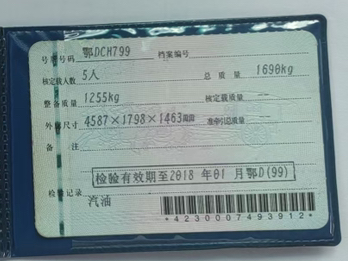 号牌号码 鄂DCM799 档案编号
核定载人数 5人 总质量 1690kg
整备质量 1255kg 核定载质量 —
外廓尺寸 4587×1798×1463mm 准牵引总质量 —
备注
检验有效期至2018年01月鄂D(99)
检验记录
汽油
*4230007493912*